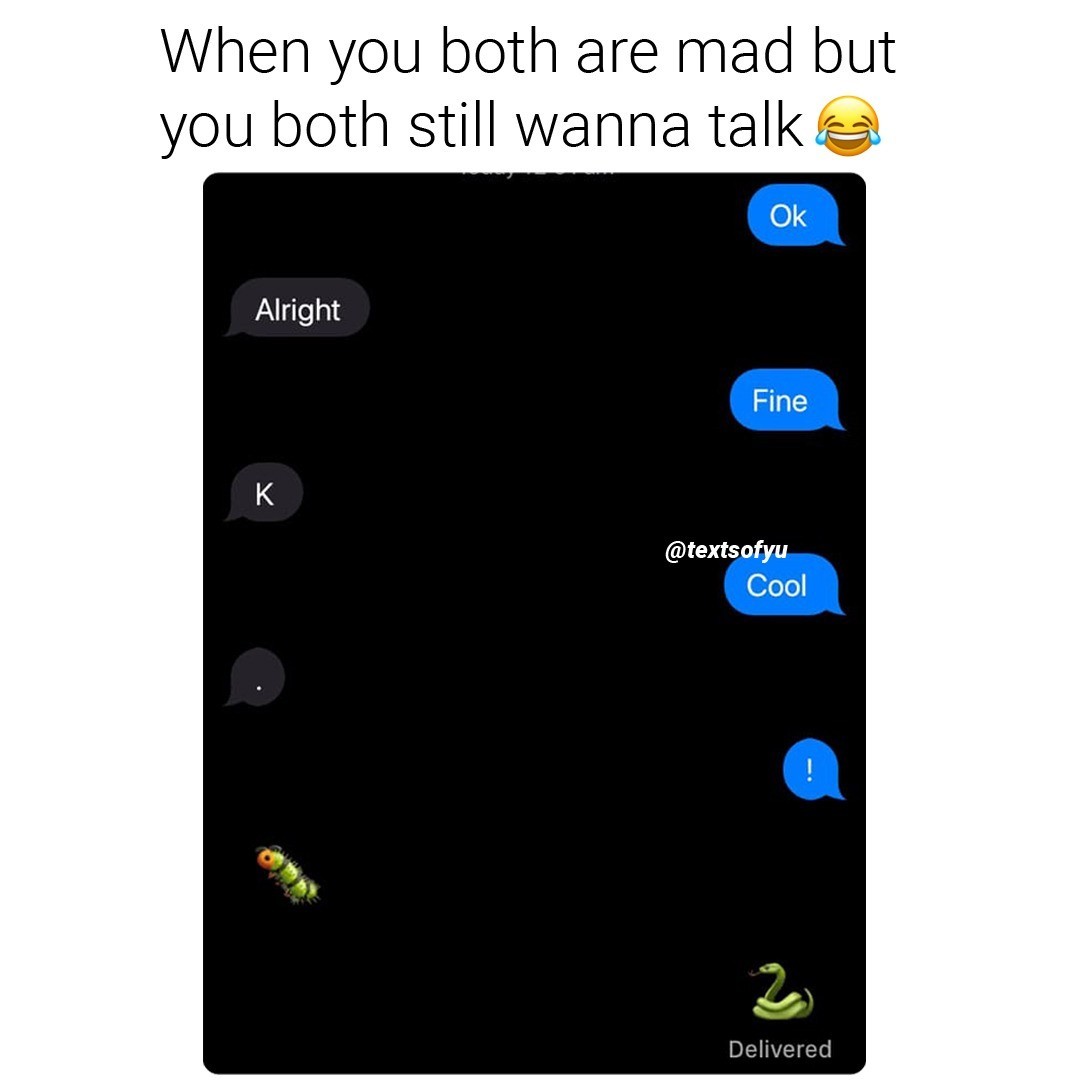 When you both are mad but
you both still wanna talk 😂
Ok
Alright
Fine
K
@textsofyu
Cool
.
!
🐛
🐍
Delivered